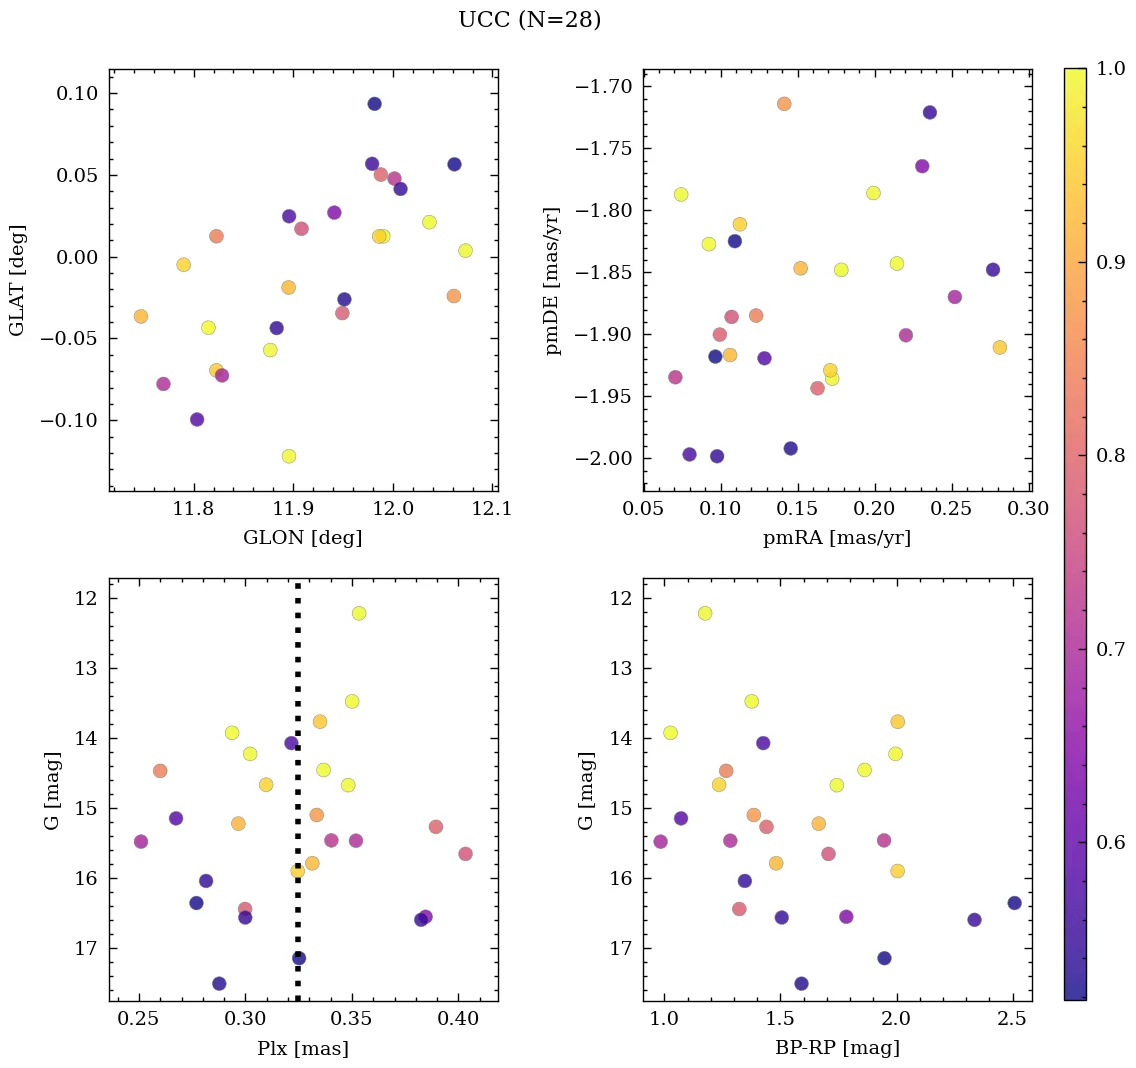 UCC (N=28)
0.10
0.05
0.00
−0.05
−0.10
GLAT [deg]
11.8 11.9 12.0 12.1
GLON [deg]
−1.70
−1.75
−1.80
−1.85
−1.90
−1.95
−2.00
pmDE [mas/yr]
0.05 0.10 0.15 0.20 0.25 0.30
pmRA [mas/yr]
12
13
14
15
16
17
G [mag]
0.25 0.30 0.35 0.40
Plx [mas]
12
13
14
15
16
17
G [mag]
1.0 1.5 2.0 2.5
BP-RP [mag]
1.0
0.9
0.8
0.7
0.6